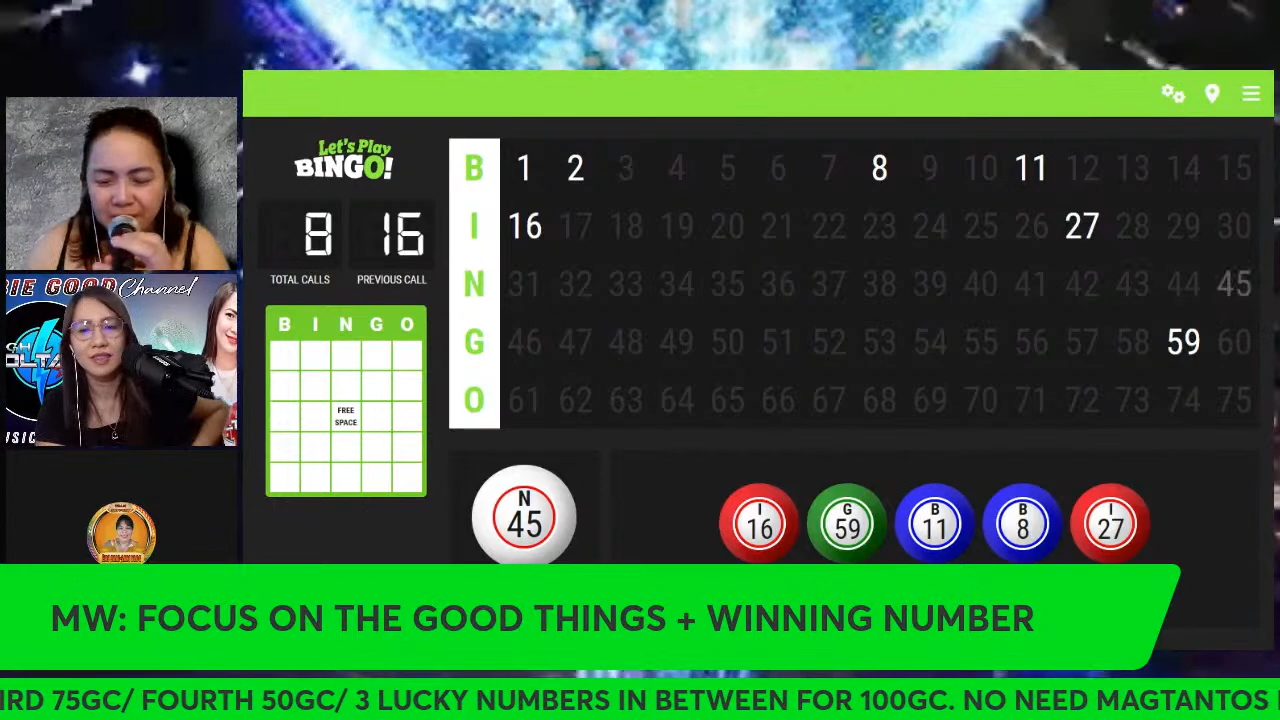 BIE GOOD Channel
Let's Play
BINGO!
8 16
TOTAL CALLS PREVIOUS CALL
B I N G O
FREE
SPACE
B 1 2 3 4 5 6 7 8 9 10 11 12 13 14 15
I 16 17 18 19 20 21 22 23 24 25 26 27 28 29 30
N 31 32 33 34 35 36 37 38 39 40 41 42 43 44 45
G 46 47 48 49 50 51 52 53 54 55 56 57 58 59 60
O 61 62 63 64 65 66 67 68 69 70 71 72 73 74 75
N
45
I
16
G
59
B
11
B
8
I
27
MW: FOCUS ON THE GOOD THINGS + WINNING NUMBER
IRD 75GC/ FOURTH 50GC/ 3 LUCKY NUMBERS IN BETWEEN FOR 100GC. NO NEED MAGTANTOS